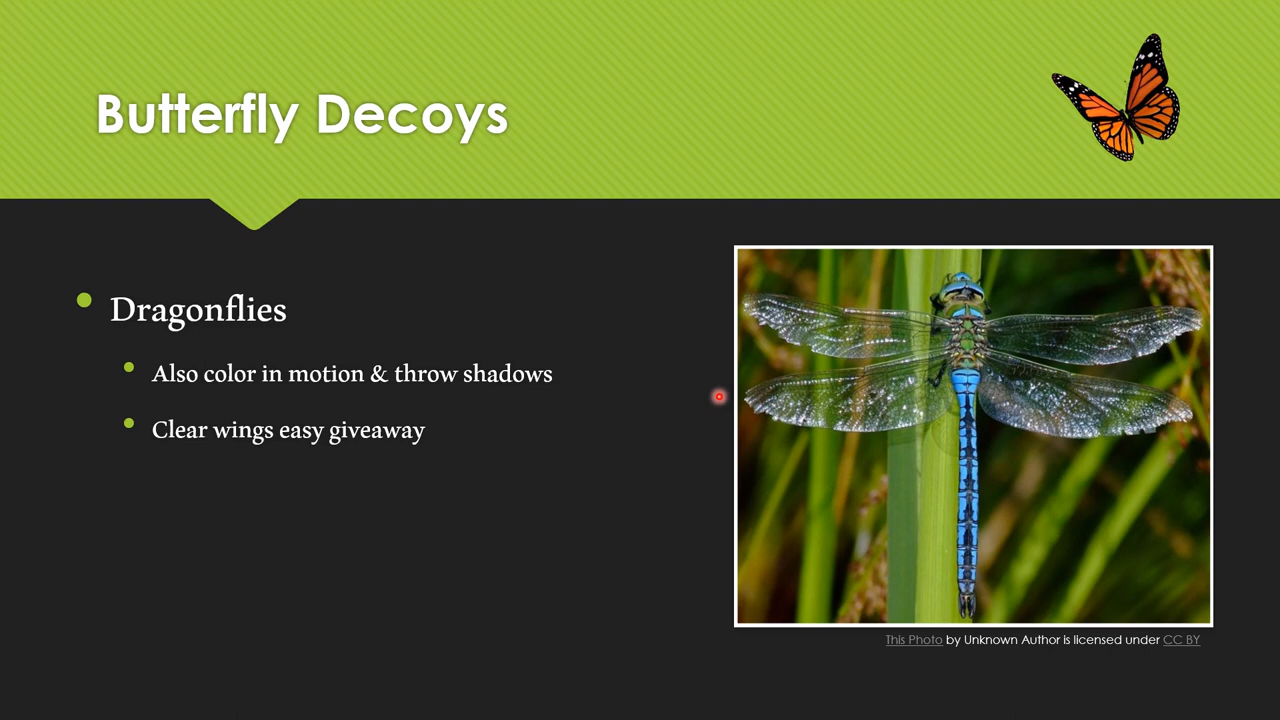 Butterfly Decoys
Dragonflies
Also color in motion & throw shadows
Clear wings easy giveaway
This Photo by Unknown Author is licensed under CC BY